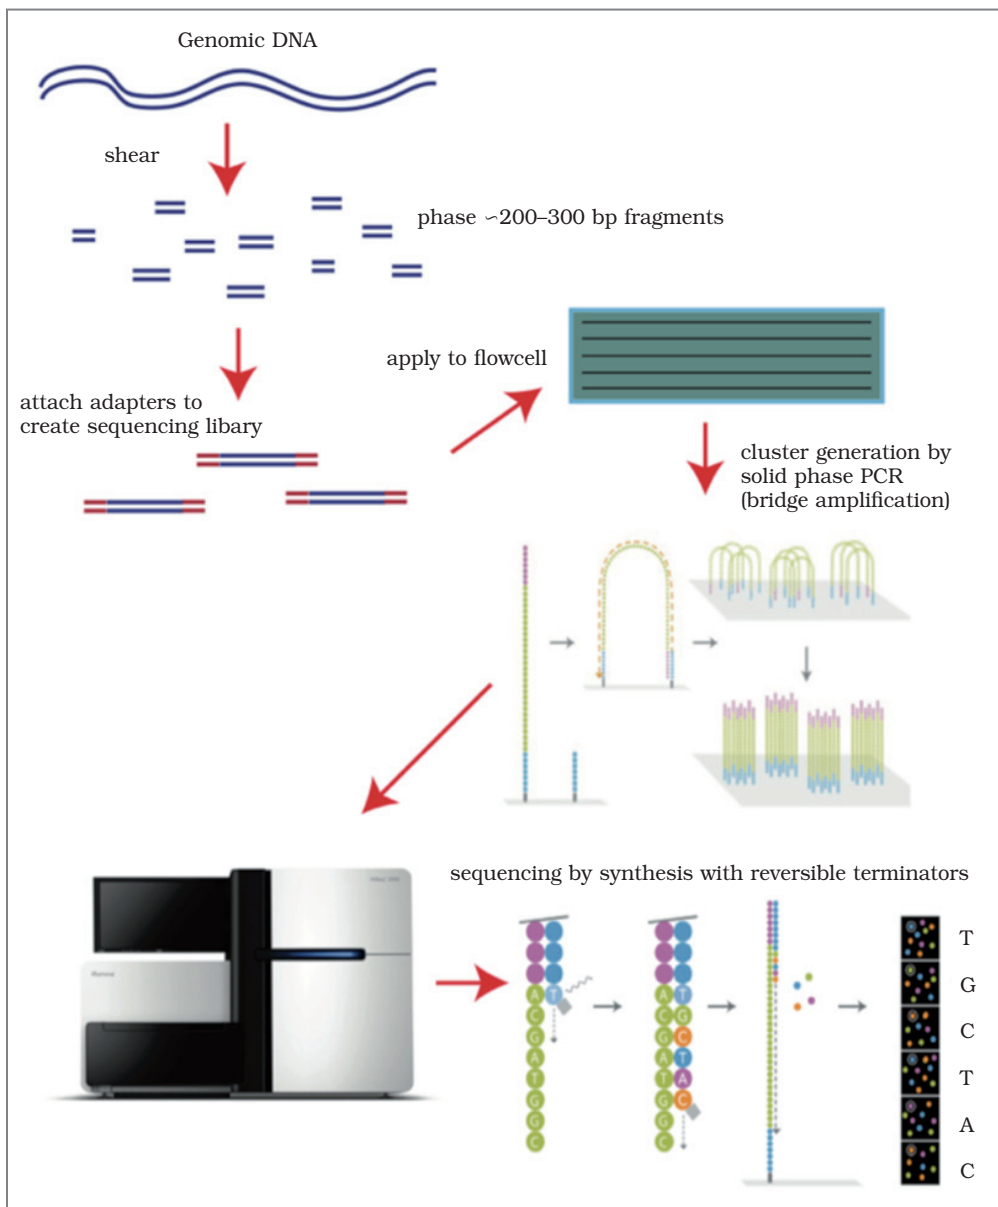 Genomic DNA
shear
phase ~200–300 bp fragments
apply to flowcell
attach adapters to
create sequencing libary
cluster generation by
solid phase PCR
(bridge amplification)
sequencing by synthesis with reversible terminators
A T
C
G
A
T
G
G
C
A T
C G
G C
A T
T A
G C
G
C
T
G
C
T
A
C